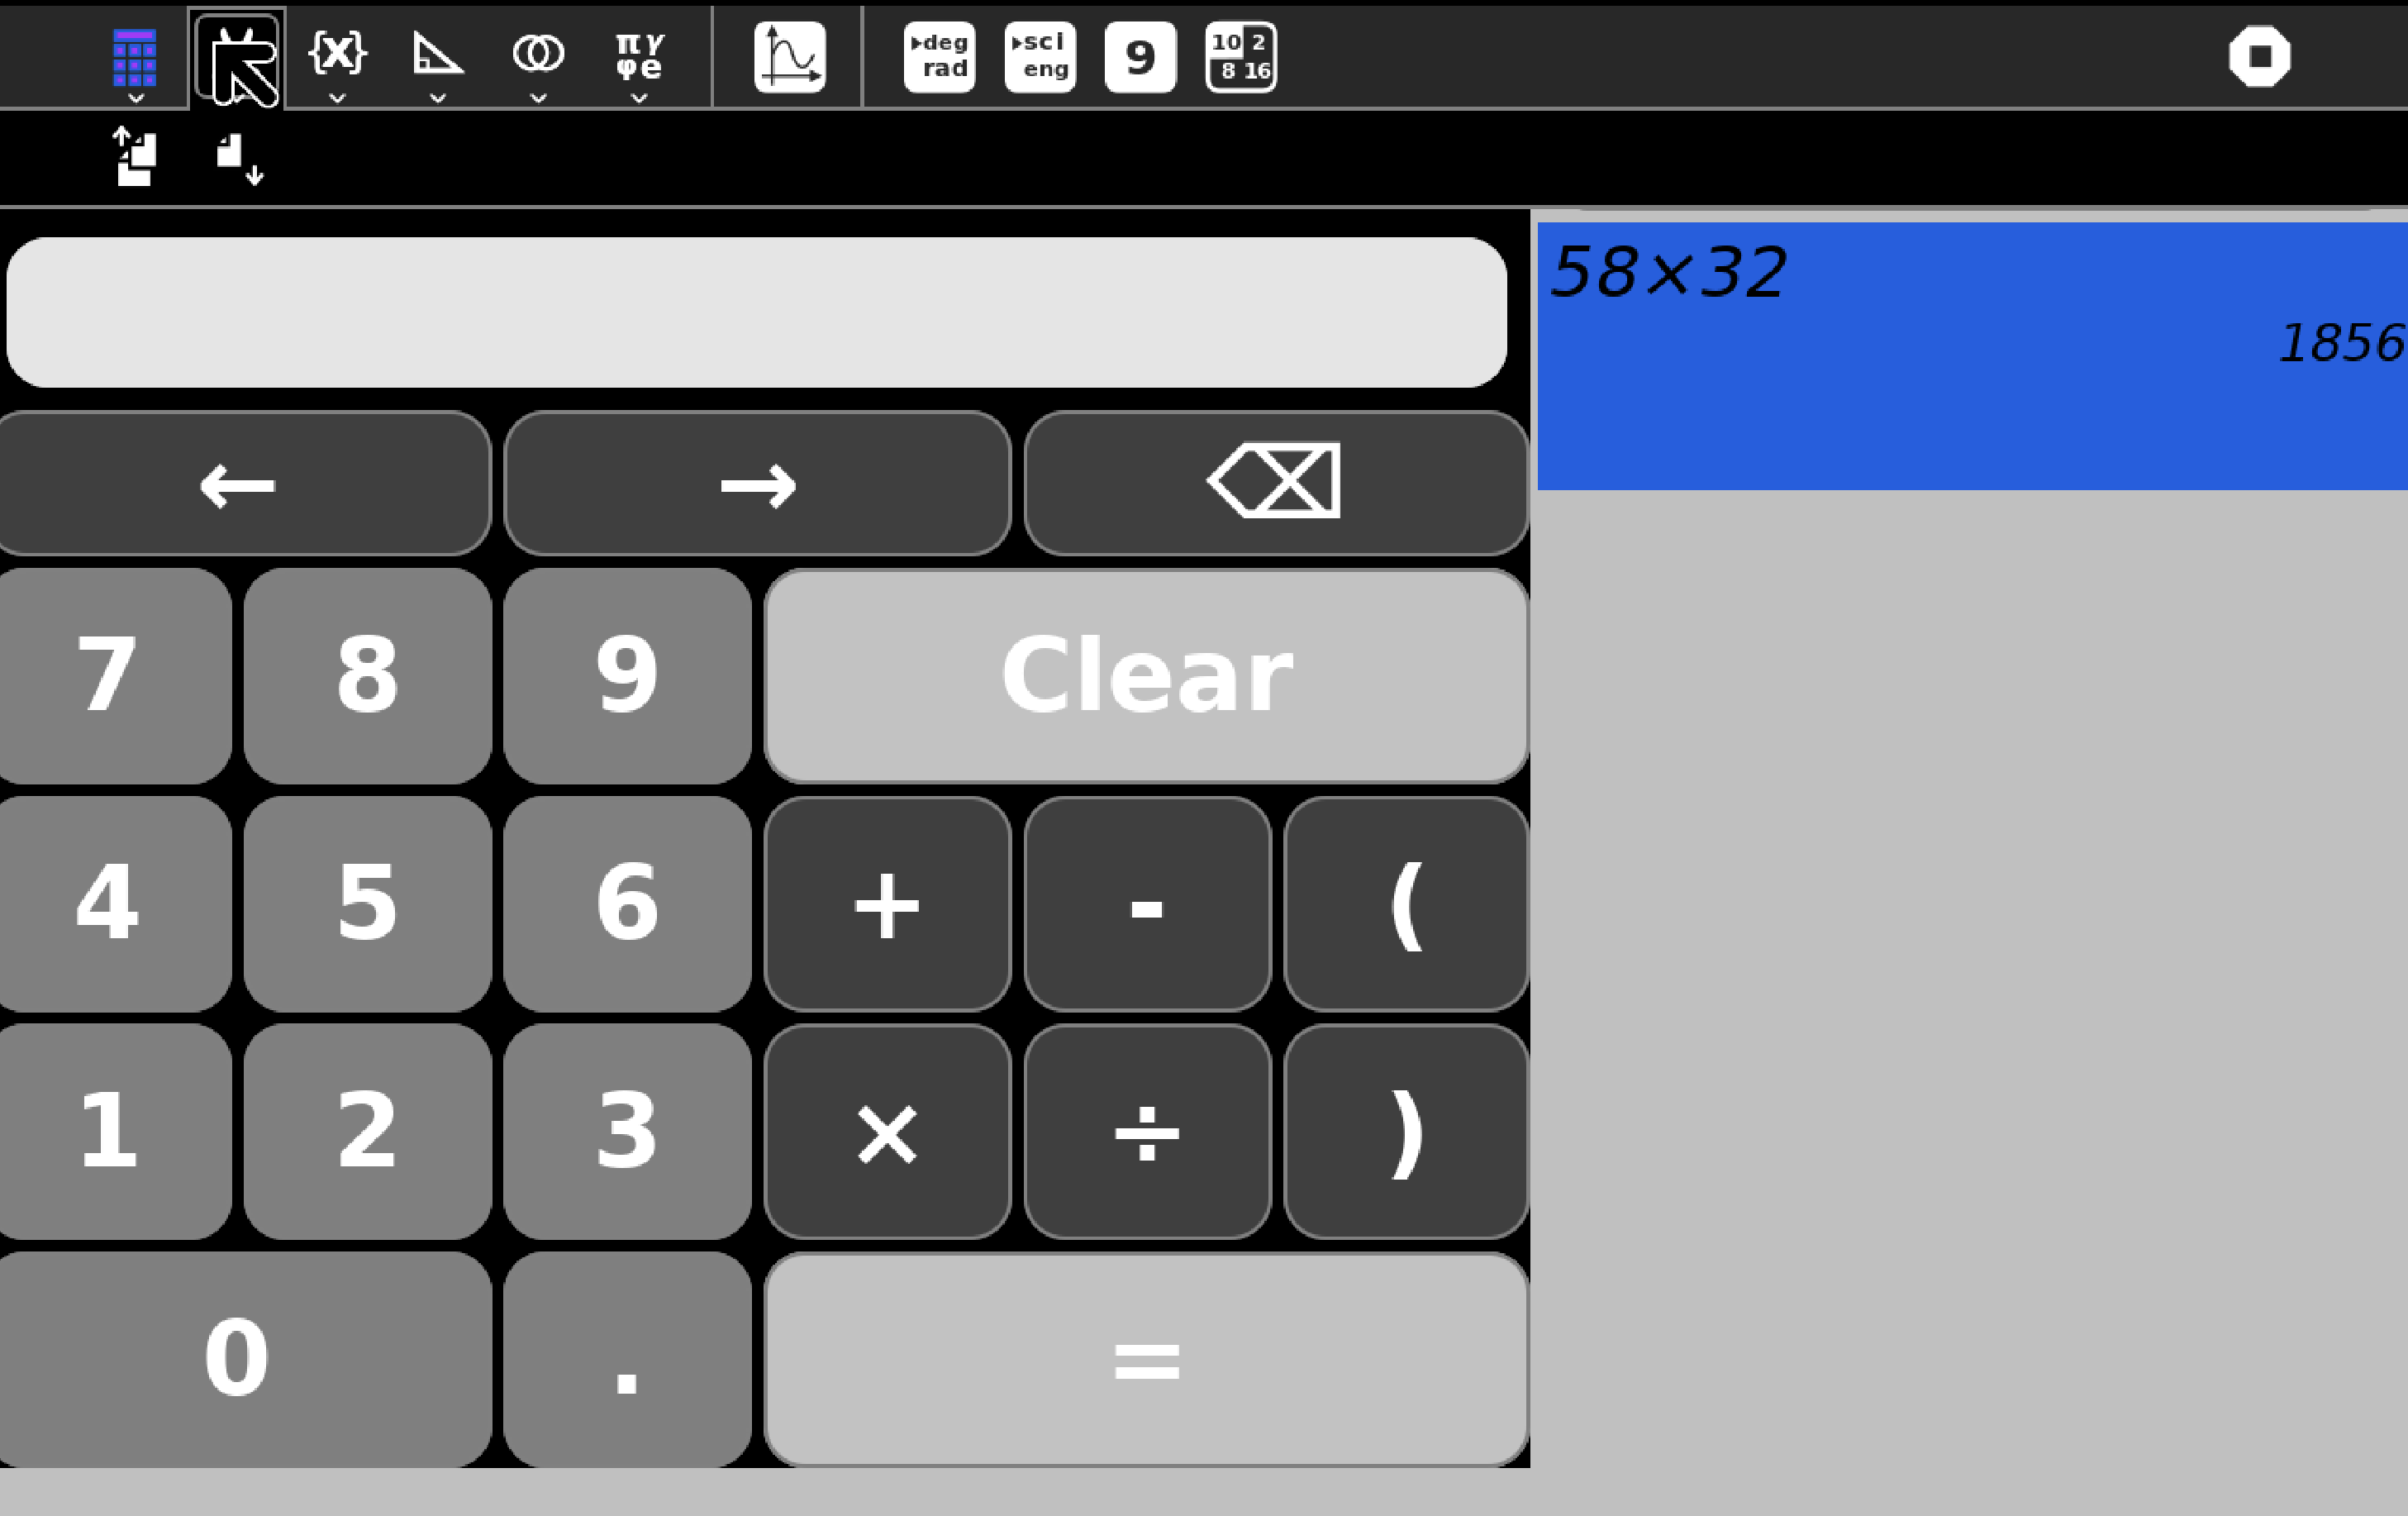 {x}
π γ
φ e
deg
rad
sci
eng
9
10 2
8 16
58×32
1856
← →
7 8 9 Clear
4 5 6 + - (
1 2 3 × ÷ )
0 . =